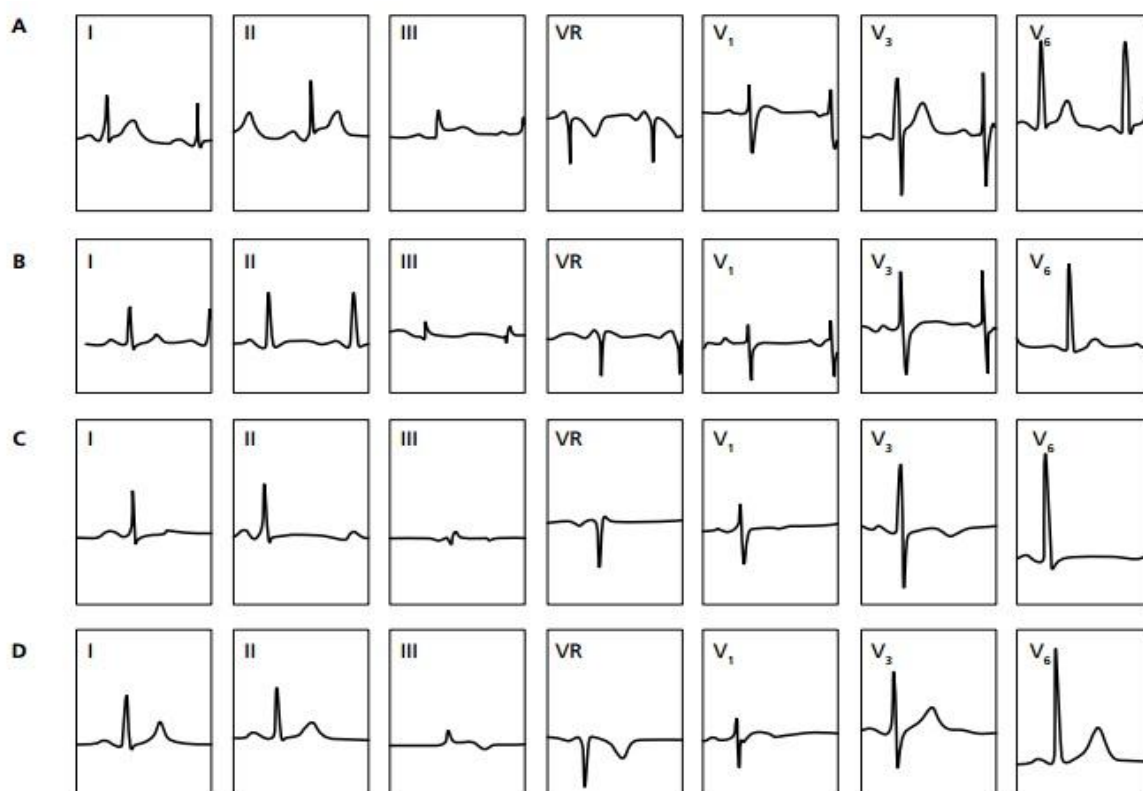 A I II III VR V₁ V₃ V₆
B I II III VR V₁ V₃ V₆
C I II III VR V₁ V₃ V₆
D I II III VR V₁ V₃ V₆